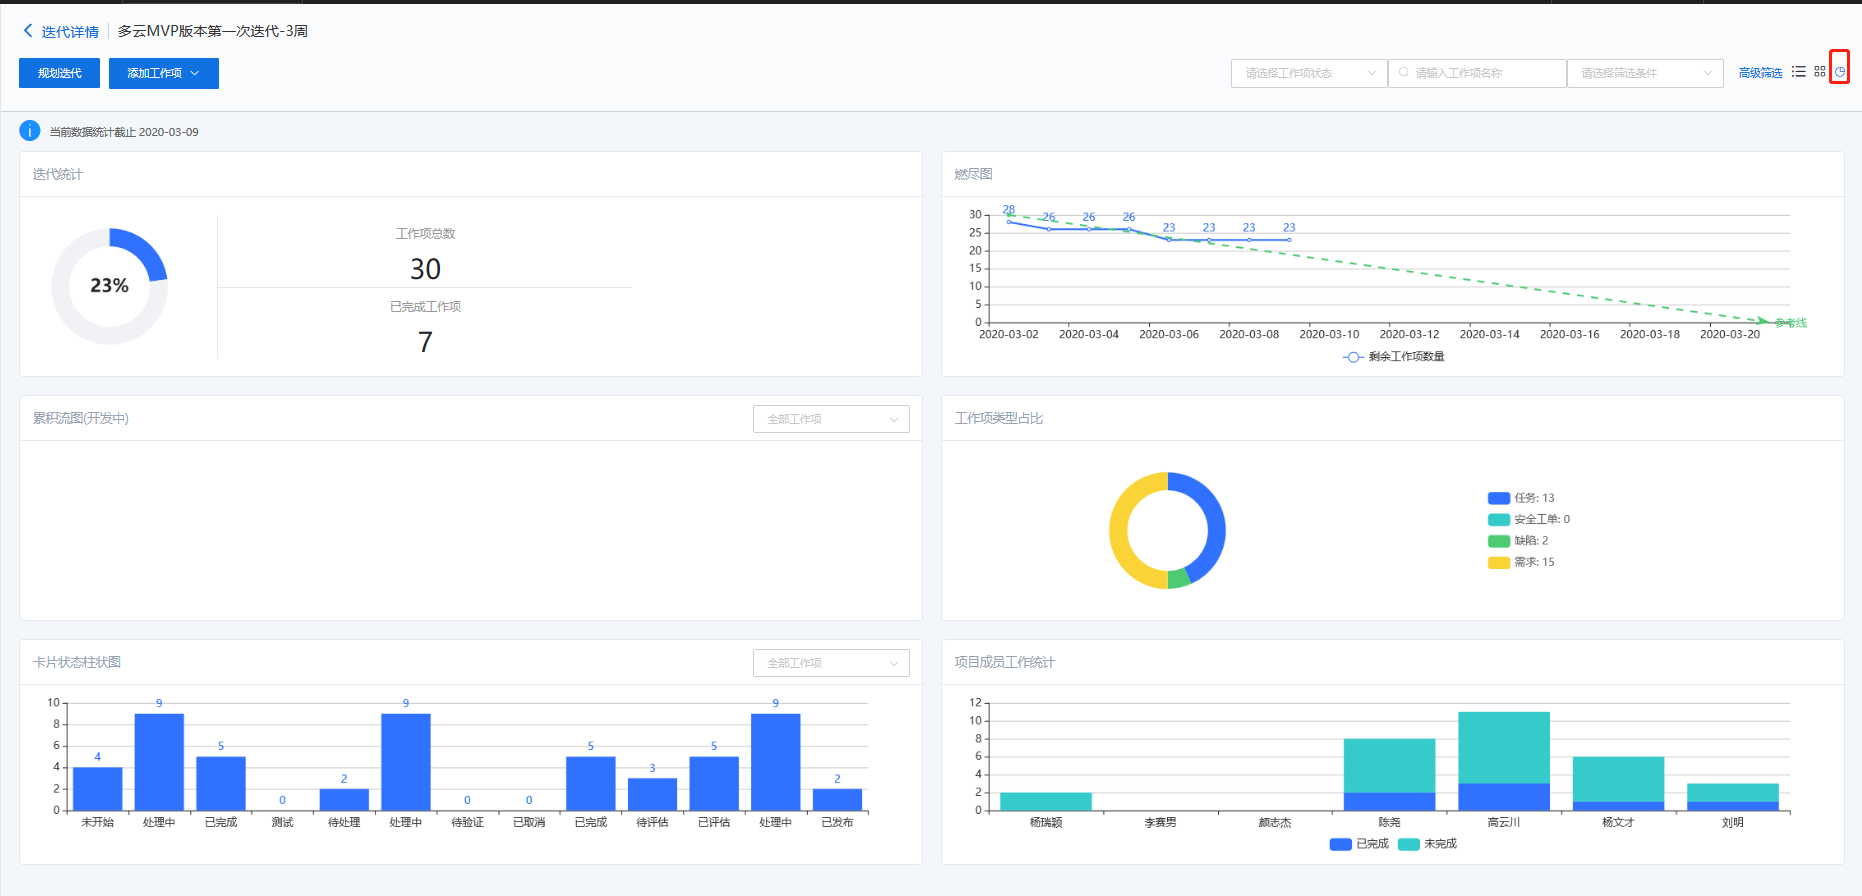 迭代详情 多云MVP版本第一次迭代-3周
规划迭代 添加工作项 请选择工作项状态 请输入工作项名称 请选择筛选条件 高级筛选
当前数据统计截止 2020-03-09
迭代统计
23%
工作项总数
30
已完成工作项
7
燃尽图
30
25
20
15
10
5
0
28 26 26 26 23 23 23 23
参考线
2020-03-02 2020-03-04 2020-03-06 2020-03-08 2020-03-10 2020-03-12 2020-03-14 2020-03-16 2020-03-18 2020-03-20
剩余工作项数量
累积流图(开发中) 全部工作项
工作项类型占比
任务: 13
安全工单: 0
缺陷: 2
需求: 15
卡片状态柱状图 全部工作项
10
8
6
4
2
0
4 9 5 0 2 9 0 0 5 3 5 9 2
未开始 处理中 已完成 测试 待处理 处理中 待验证 已取消 已完成 待评估 已评估 处理中 已发布
项目成员工作统计
12
10
8
6
4
2
0
杨瑞颖 李赛男 颜志杰 陈尧 高云川 杨文才 刘明
已完成 未完成